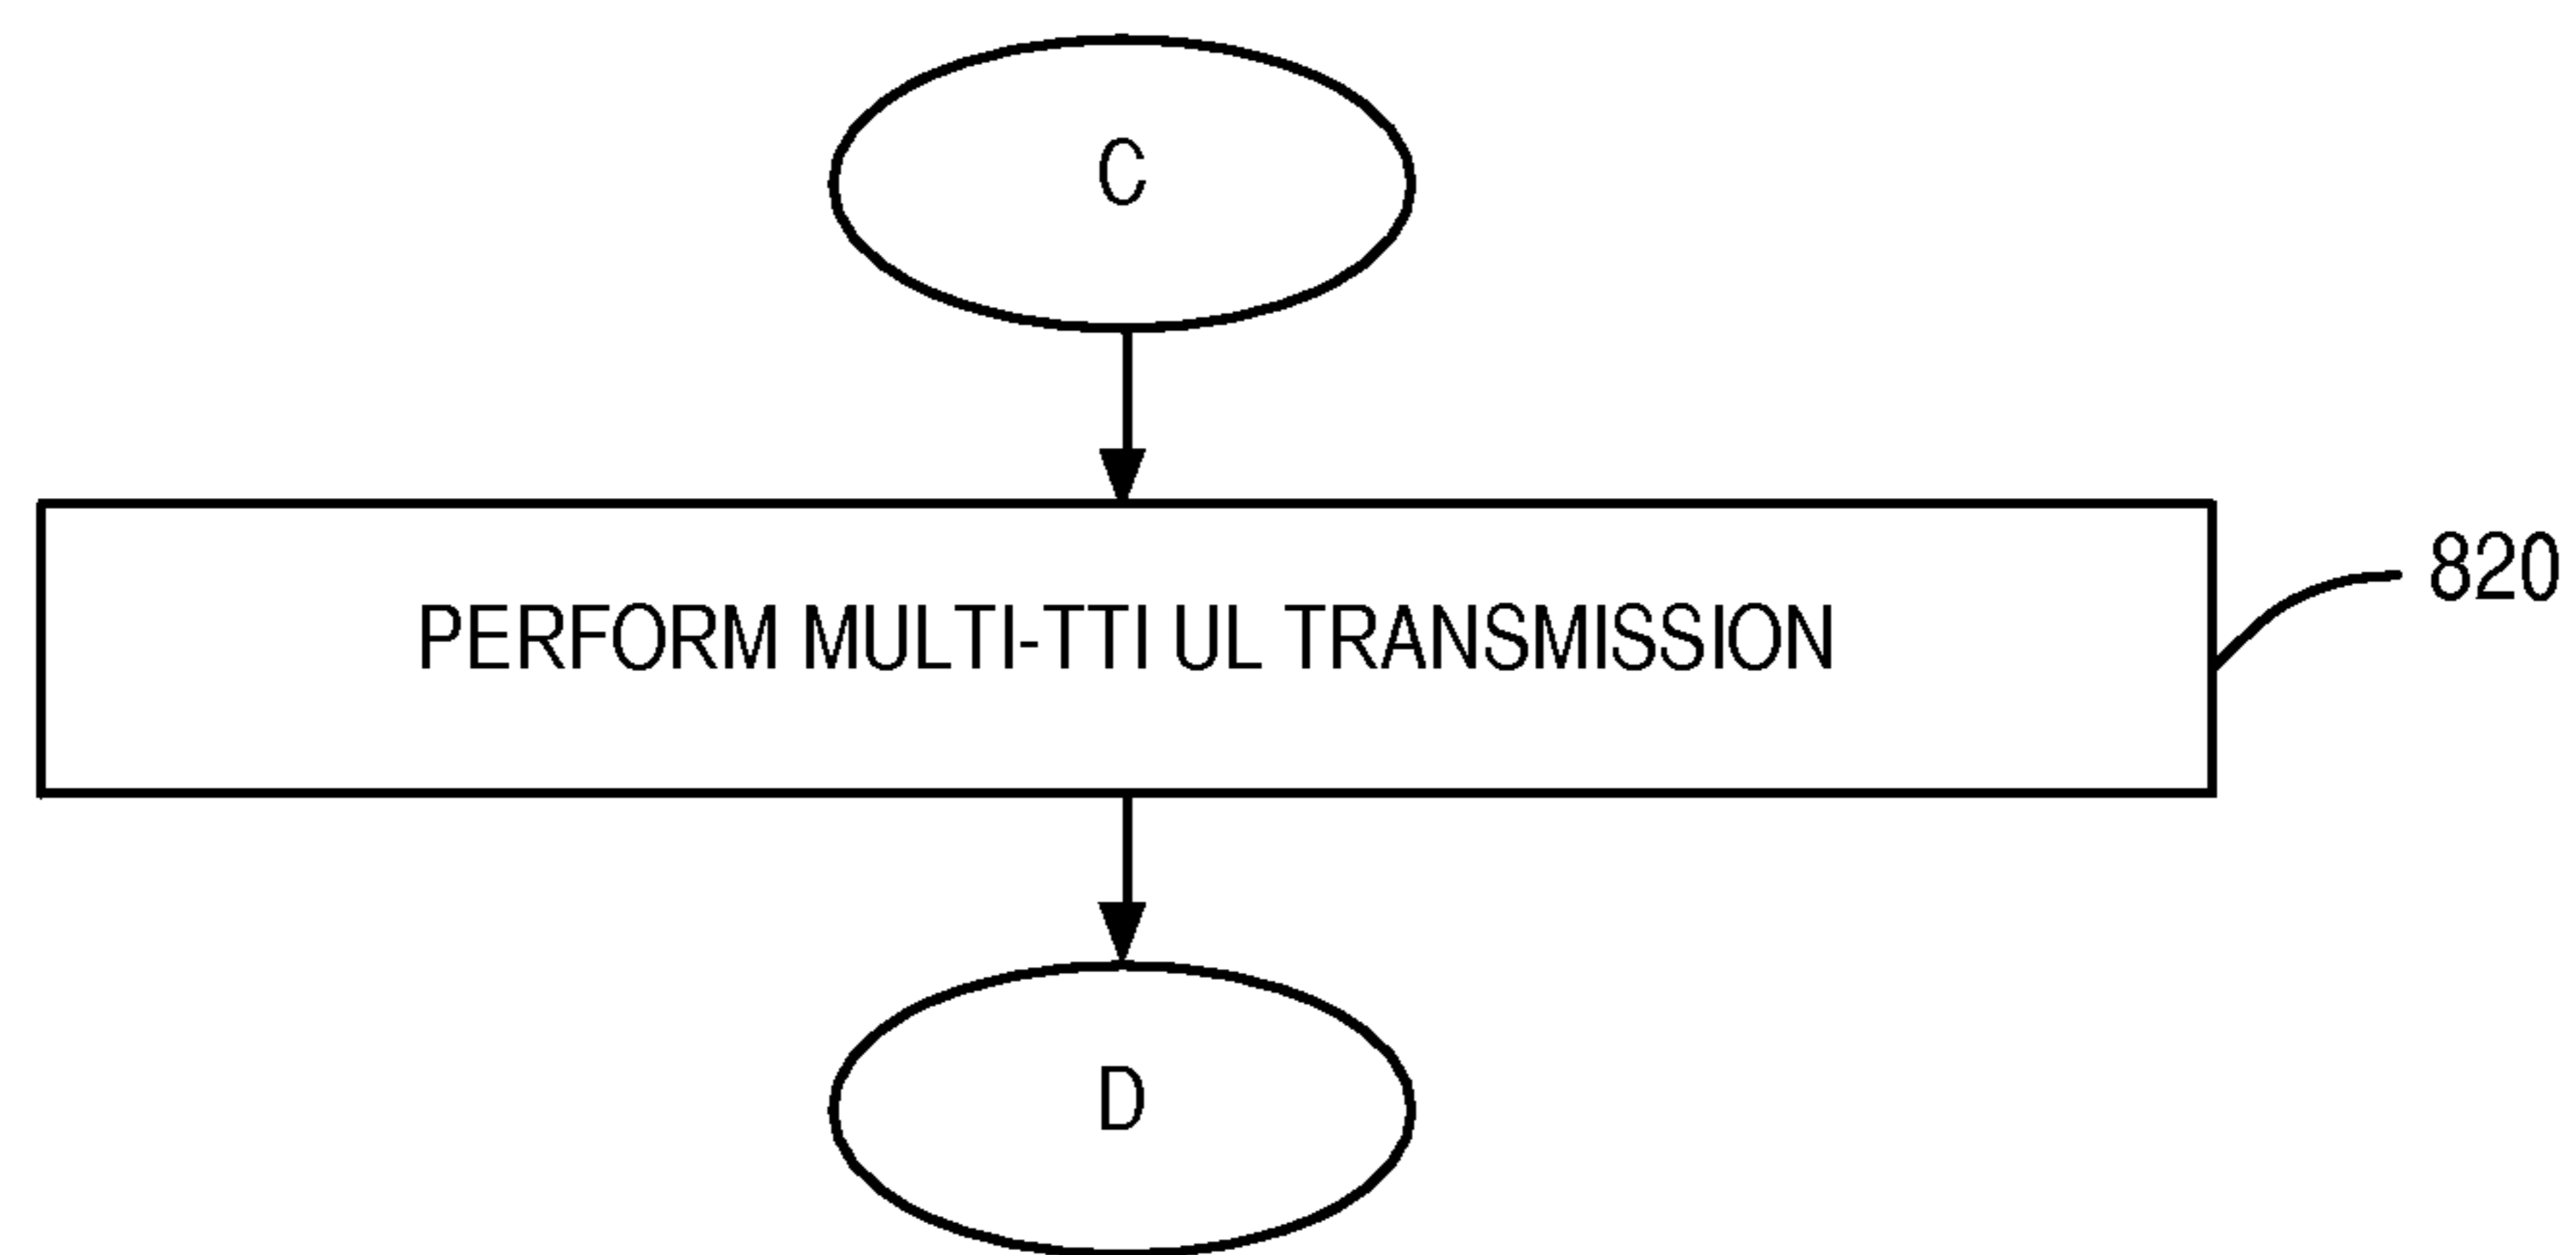 C
PERFORM MULTI-TTI UL TRANSMISSION
820
D